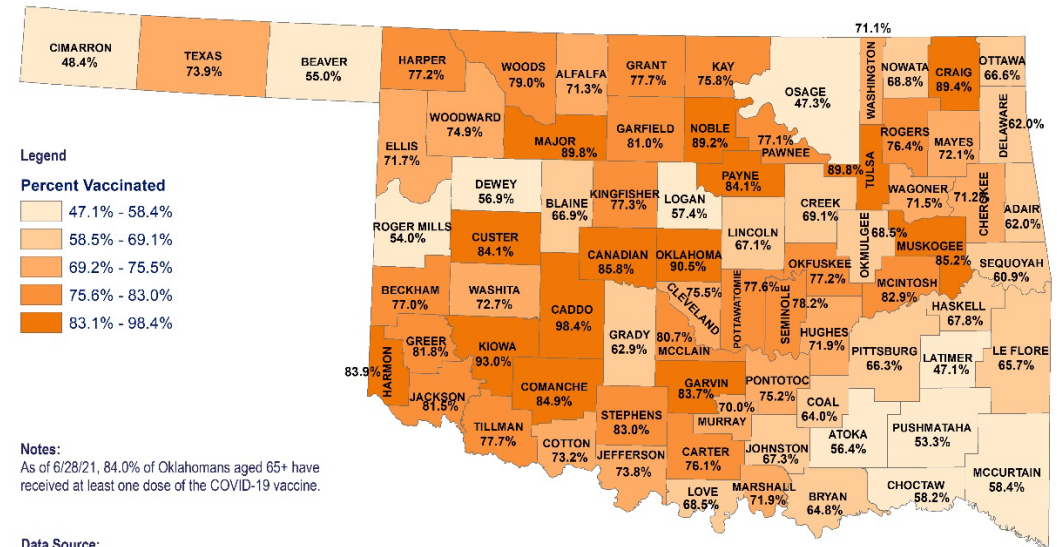 71.1%
CIMARRON
48.4%
TEXAS
73.9%
BEAVER
55.0%
HARPER
77.2%
WOODS
79.0%
ALFALFA
71.3%
GRANT
77.7%
KAY
75.8%
OSAGE
47.3%
WASHINGTON
NOWATA
68.8%
CRAIG
89.4%
OTTAWA
66.6%
DELAWARE
62.0%
WOODWARD
74.9%
ELLIS
71.7%
MAJOR
89.8%
GARFIELD
81.0%
NOBLE
89.2%
77.1%
PAWNEE
ROGERS
76.4%
MAYES
72.1%
TULSA
89.8%
PAYNE
84.1%
DEWEY
56.9%
BLAINE
66.9%
KINGFISHER
77.3%
LOGAN
57.4%
CREEK
69.1%
WAGONER
71.5%
71.2%
CHEROKEE
ADAIR
62.0%
ROGER MILLS
54.0%
CUSTER
84.1%
CANADIAN
85.8%
OKLAHOMA
90.5%
LINCOLN
67.1%
OKMULGEE
68.5%
MUSKOGEE
85.2%
SEQUOYAH
60.9%
OKFUSKEE
77.2%
MCINTOSH
82.9%
BECKHAM
77.0%
WASHITA
72.7%
CADDO
98.4%
GRADY
62.9%
CLEVELAND
75.5%
POTTAWATOMIE
77.6%
SEMINOLE
78.2%
HUGHES
71.9%
HASKELL
67.8%
PITTSBURG
66.3%
LATIMER
47.1%
LE FLORE
65.7%
GREER
81.8%
KIOWA
93.0%
80.7%
MCCLAIN
83.9%
HARMON
JACKSON
81.5%
COMANCHE
84.9%
GARVIN
83.7%
PONTOTOC
75.2%
COAL
64.0%
TILLMAN
77.7%
COTTON
73.2%
STEPHENS
83.0%
JEFFERSON
73.8%
70.0%
MURRAY
CARTER
76.1%
JOHNSTON
67.3%
ATOKA
56.4%
PUSHMATAHA
53.3%
LOVE
68.5%
MARSHALL
71.9%
BRYAN
64.8%
CHOCTAW
58.2%
MCCURTAIN
58.4%
Legend
Percent Vaccinated
47.1% - 58.4%
58.5% - 69.1%
69.2% - 75.5%
75.6% - 83.0%
83.1% - 98.4%
Notes:
As of 6/28/21, 84.0% of Oklahomans aged 65+ have
received at least one dose of the COVID-19 vaccine.
Data Source: